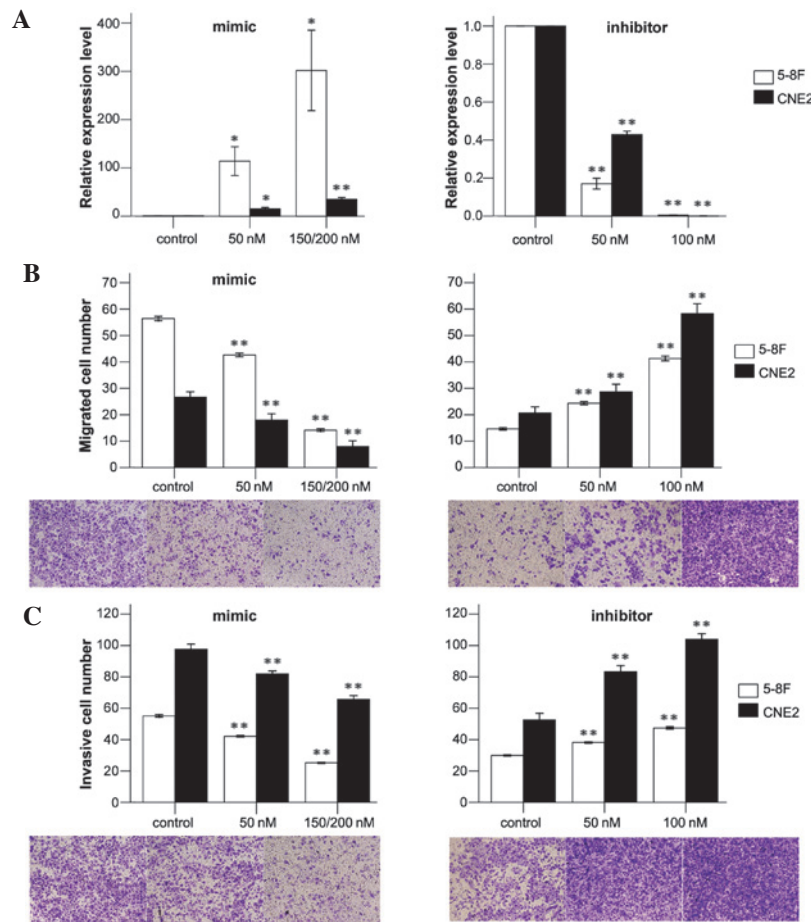 A
mimic
inhibitor
Relative expression level
400
300
200
100
0
*
*
*
**
control
50 nM
150/200 nM
Relative expression level
1.0
0.8
0.6
0.4
0.2
0.0
**
**
** **
control
50 nM
100 nM
5-8F
CNE2
B
mimic
Migrated cell number
70
60
50
40
30
20
10
0
**
**
**
**
control
50 nM
150/200 nM
70
60
50
40
30
20
10
0
**
**
**
**
control
50 nM
100 nM
5-8F
CNE2
C
mimic
inhibitor
Invasive cell number
120
100
80
60
40
20
0
**
**
**
**
control
50 nM
150/200 nM
120
100
80
60
40
20
0
**
**
**
**
control
50 nM
100 nM
5-8F
CNE2